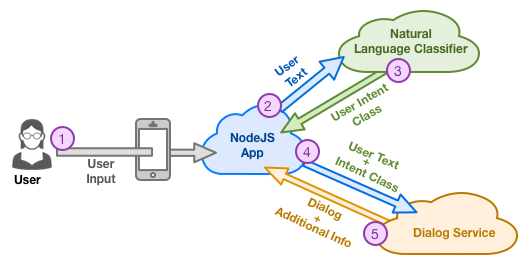 1
User
User
Input
NodeJS
App
2
User
Text
Natural
Language Classifier
3
User Intent
Class
4
User Text
+
Intent Class
Dialog Service
5
Dialog
+
Additional Info